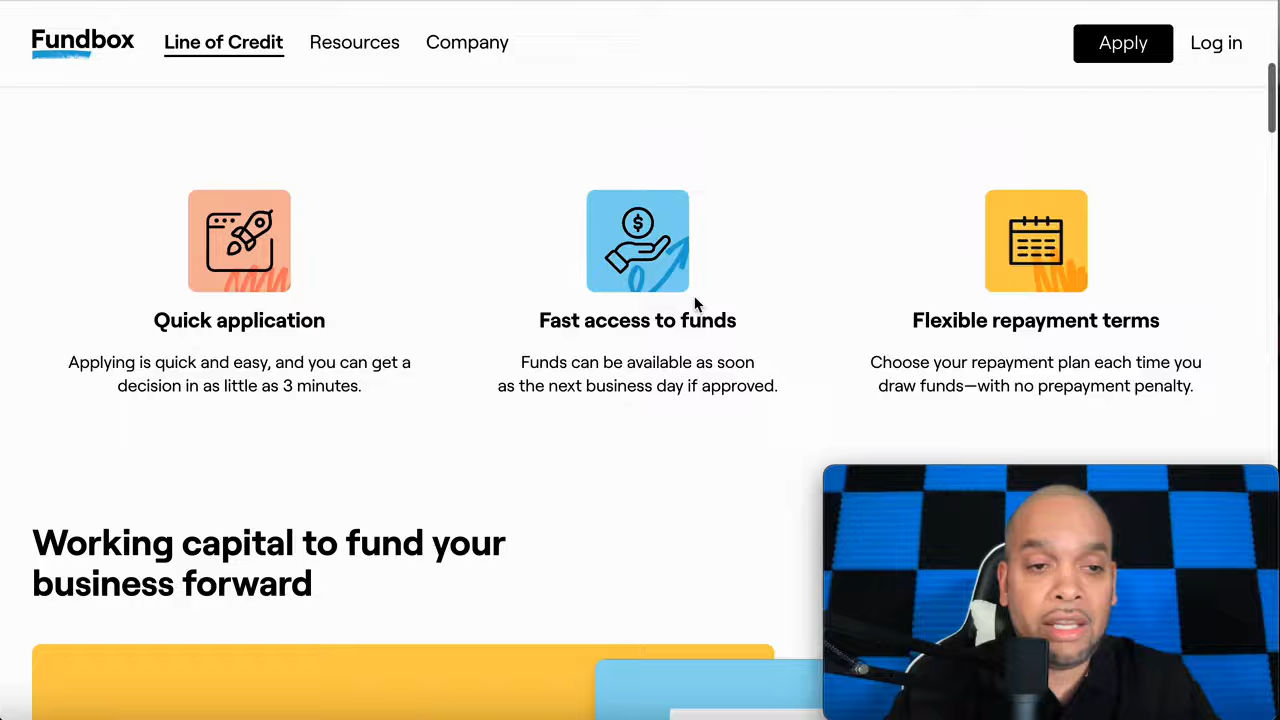 Fundbox
Line of Credit
Resources
Company
Apply
Log in
Quick application
Applying is quick and easy, and you can get a
decision in as little as 3 minutes.
Fast access to funds
Funds can be available as soon
as the next business day if approved.
Flexible repayment terms
Choose your repayment plan each time you
draw funds—with no prepayment penalty.
Working capital to fund your
business forward